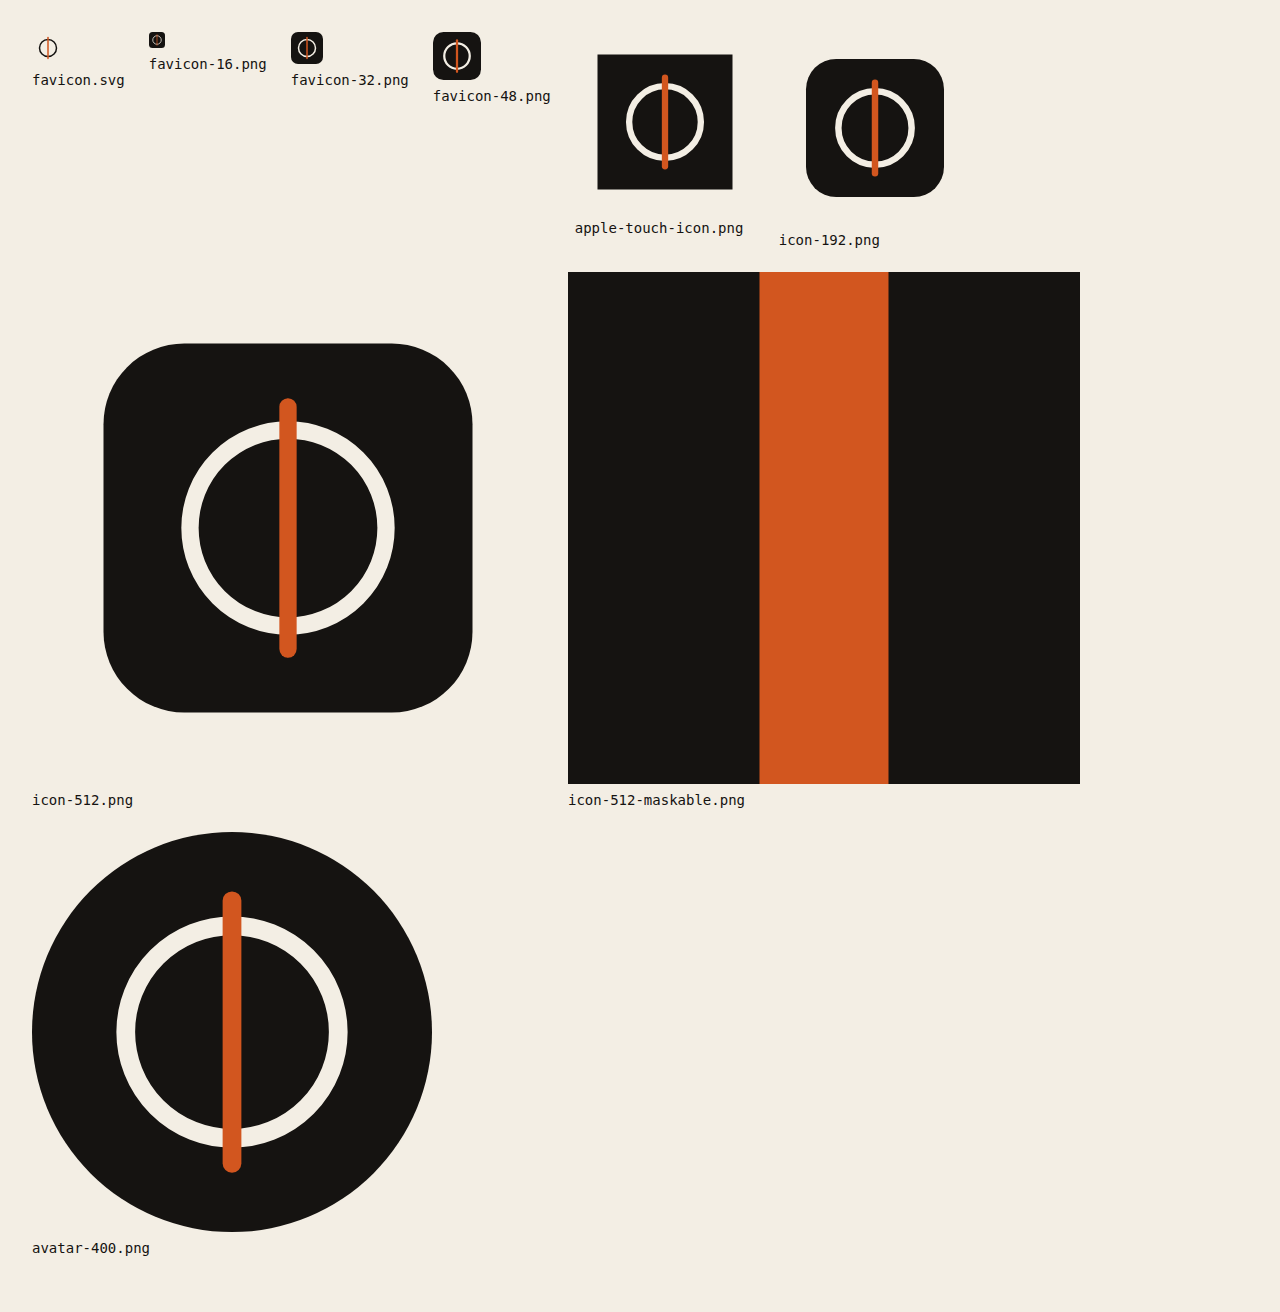 favicon.svg
favicon-16.png
favicon-32.png
favicon-48.png
apple-touch-icon.png
icon-192.png
icon-512.png
icon-512-maskable.png
avatar-400.png